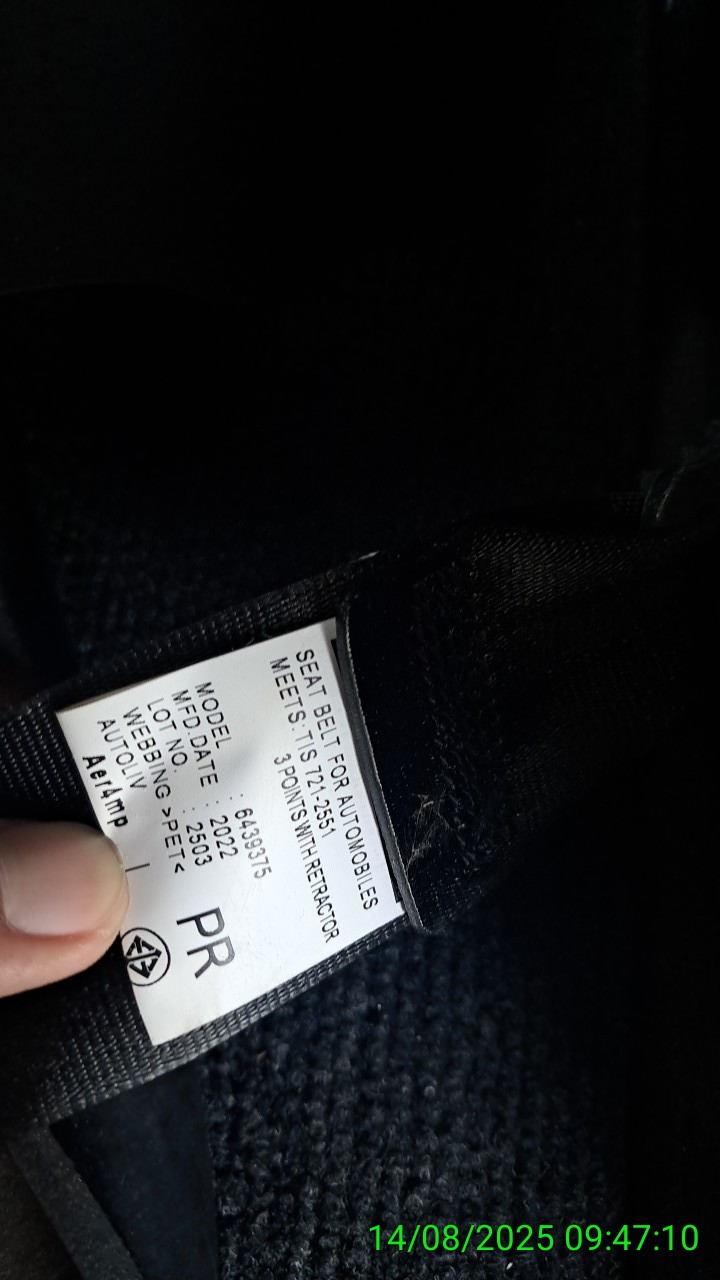 SEAT BELT FOR AUTOMOBILES
MEETS: TIS 721-2551
3 POINTS WITH RETRACTOR
MODEL : 6439375
MFD.DATE : 2022
LOT NO. : 2503
WEBBING >PET<
AUTOLIV
PR
Aer4mp
14/08/2025 09:47:10